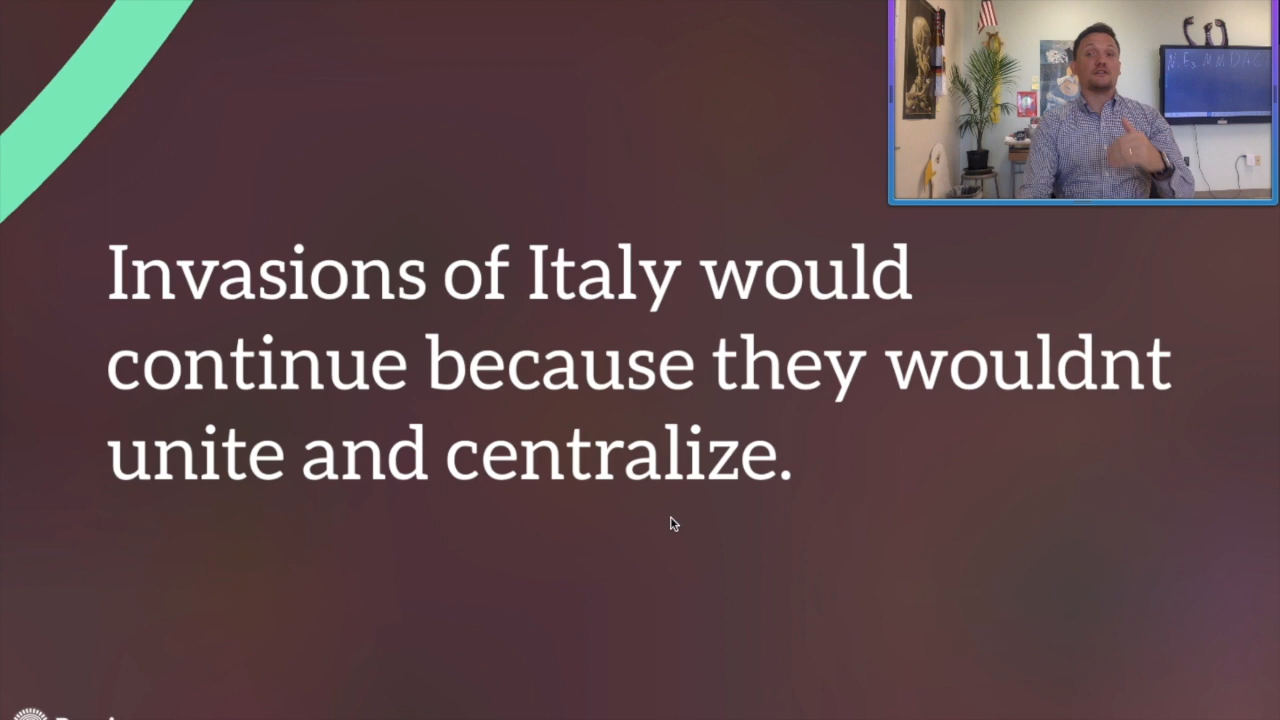 Invasions of Italy would
continue because they wouldnt
unite and centralize.